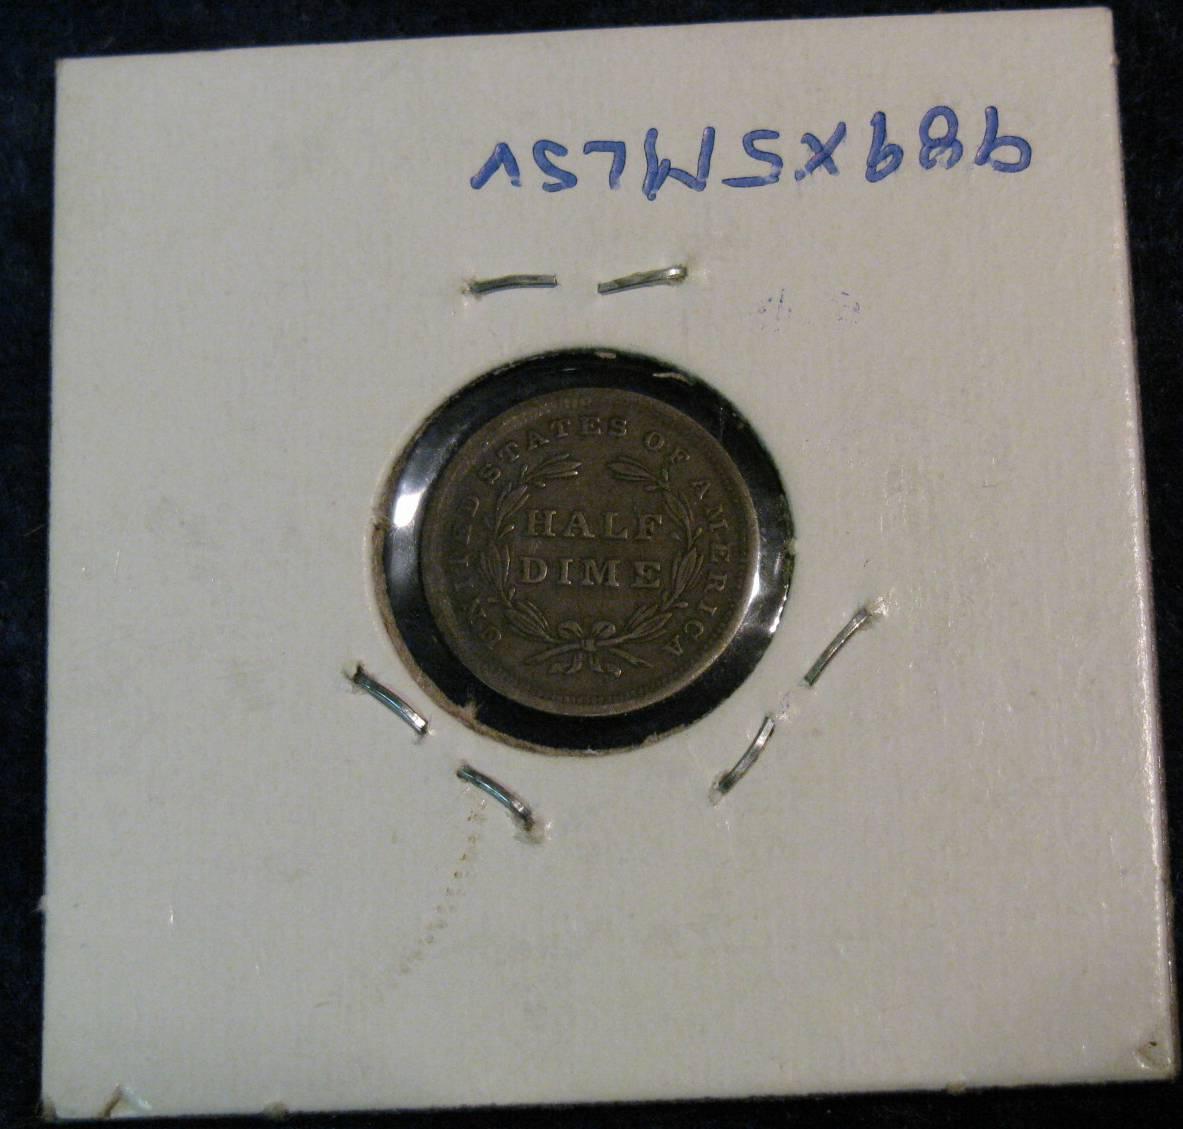 989X5MLSV
UNITED STATES OF AMERICA
HALF
DIME